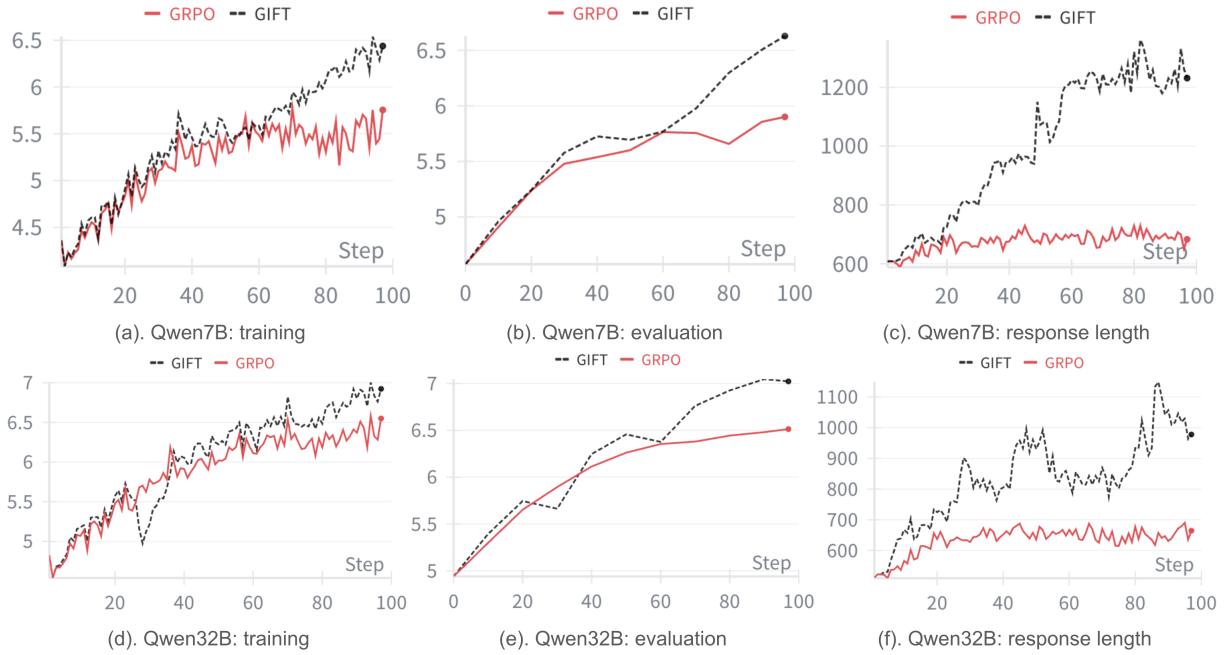 GRPO GIFT
6.5
6
5.5
5
4.5
Step
20 40 60 80 100
(a). Qwen7B: training
GRPO GIFT
6.5
6
5.5
5
Step
0 20 40 60 80 100
(b). Qwen7B: evaluation
GRPO GIFT
1200
1000
800
600
Step
20 40 60 80 100
(c). Qwen7B: response length
GIFT GRPO
7
6.5
6
5.5
5
Step
20 40 60 80 100
(d). Qwen32B: training
GIFT GRPO
7
6.5
6
5.5
5
Step
0 20 40 60 80 100
(e). Qwen32B: evaluation
GIFT GRPO
1100
1000
900
800
700
600
Step
20 40 60 80 100
(f). Qwen32B: response length